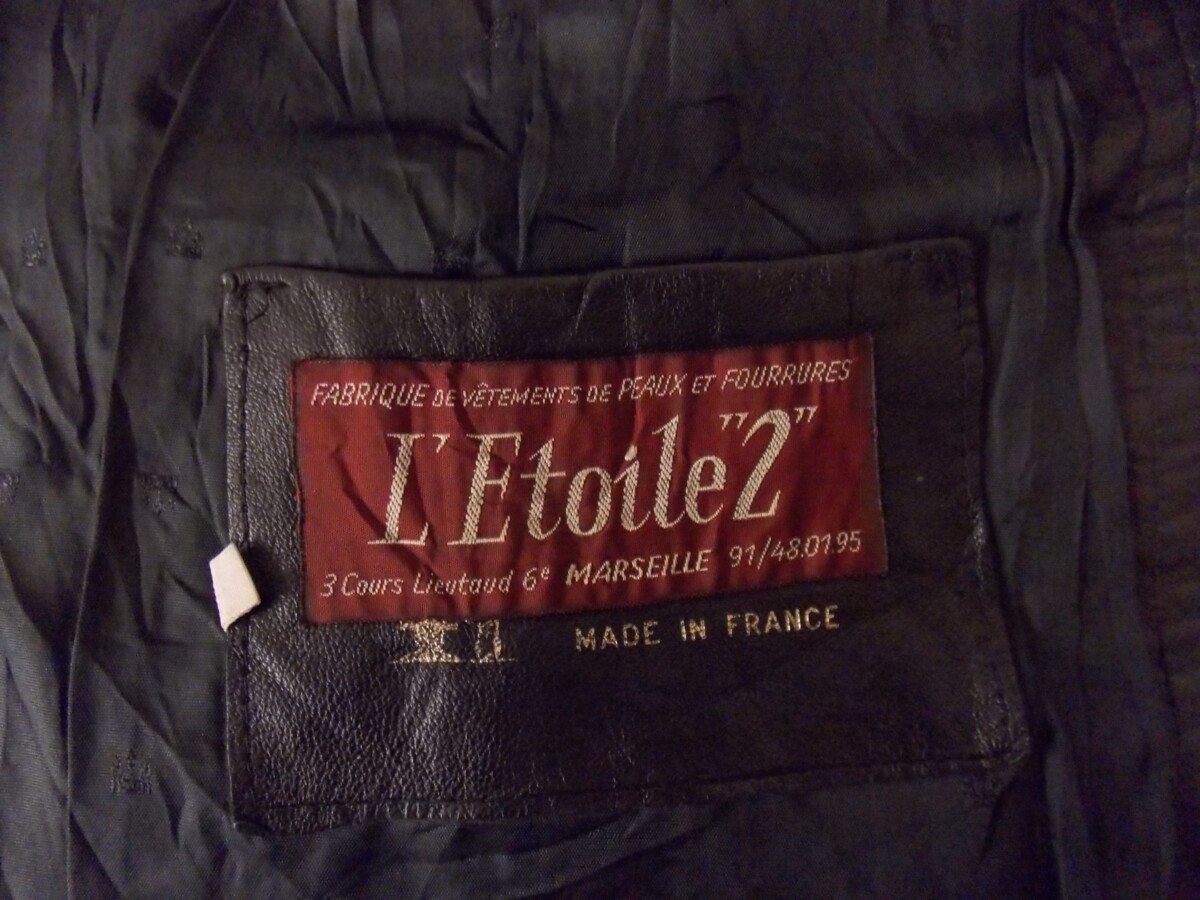 FABRIQUE DE VÊTEMENTS DE PEAUX ET FOURRURES
L'Etoile "2"
3 Cours Lieutaud 6e MARSEILLE 91/48.01.95
MADE IN FRANCE